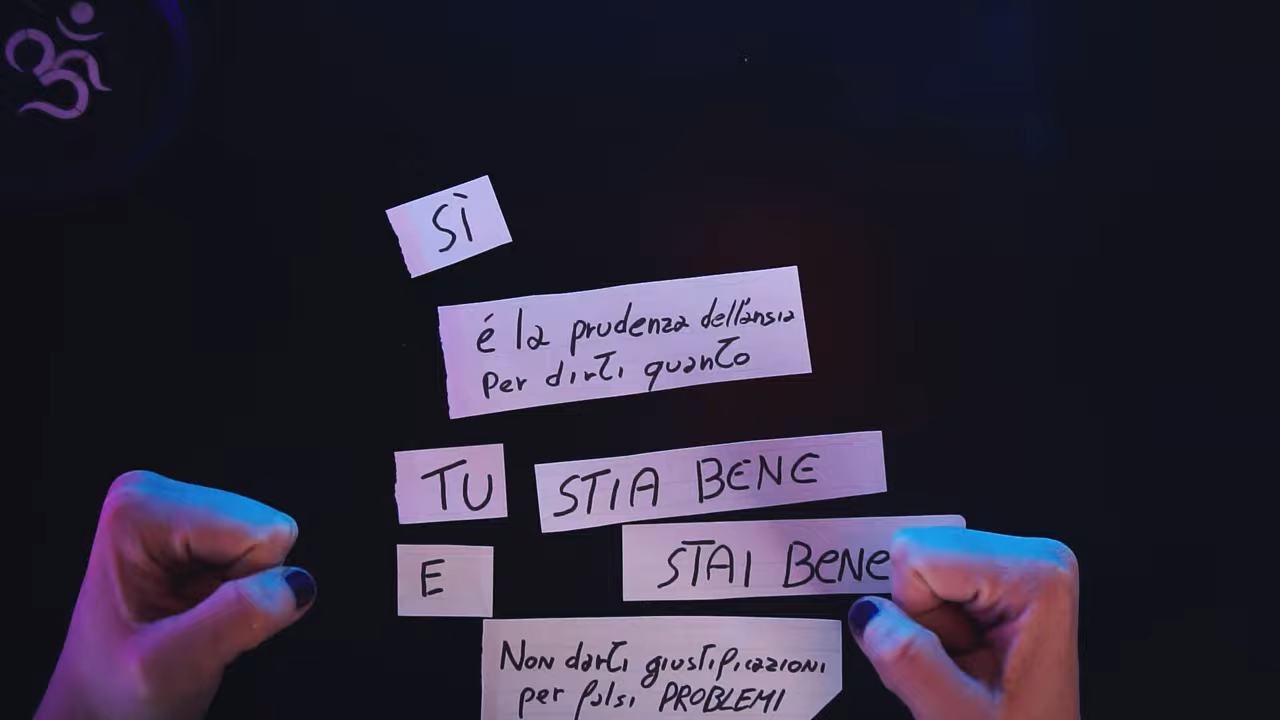 SÌ
é la prudenza dell'ansia
Per dirti quanto
TU STIA BENE
E STAI BENE
Non darti giustificazioni
per falsi PROBLEMI